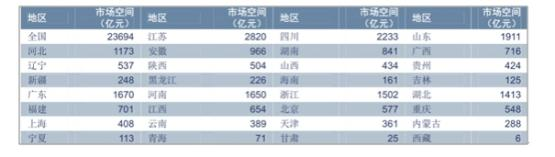 地区 市场空间（亿元） 地区 市场空间（亿元） 地区 市场空间（亿元） 地区 市场空间（亿元）
全国 23694 江苏 2820 四川 2233 山东 1911
河北 1173 安徽 966 湖南 841 广西 716
辽宁 537 陕西 504 山西 434 贵州 424
新疆 248 黑龙江 226 海南 161 吉林 125
广东 1670 河南 1650 浙江 1502 湖北 1413
福建 701 江西 654 北京 577 重庆 548
上海 408 云南 389 天津 361 内蒙古 288
宁夏 113 青海 71 甘肃 25 西藏 6